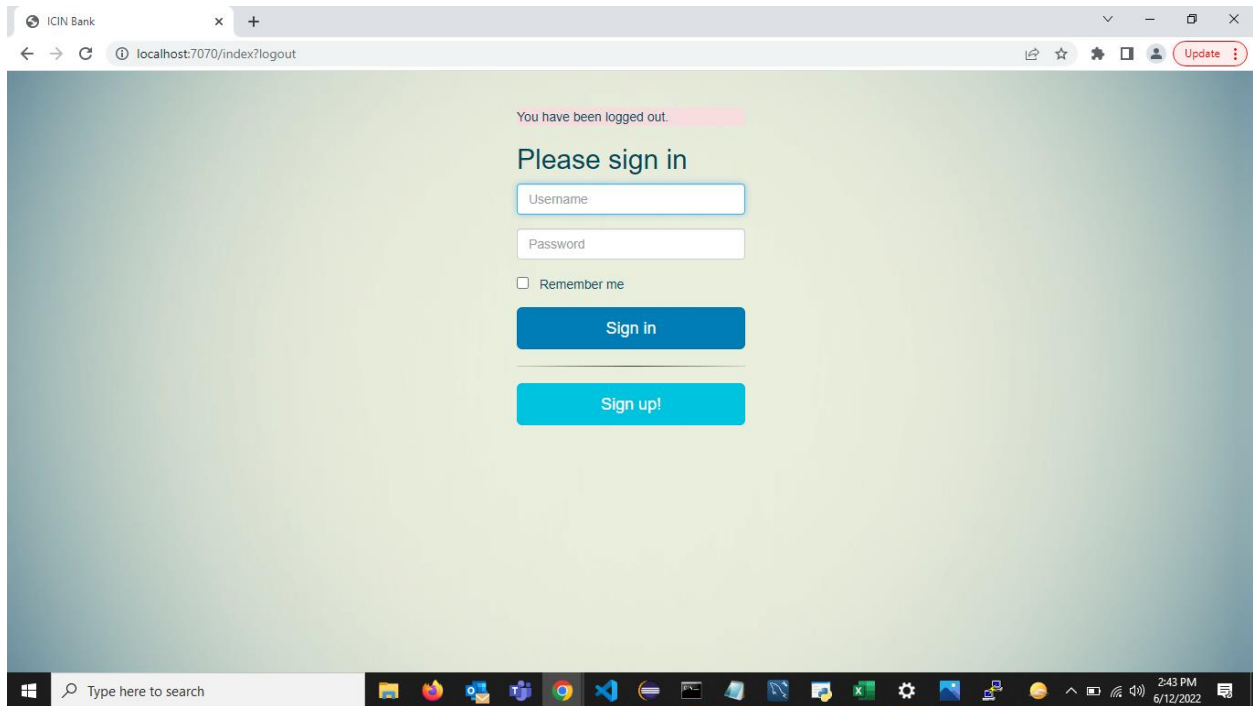 ICIN Bank
localhost:7070/index?logout
Update
You have been logged out.
Please sign in
Username
Password
Remember me
Sign in
Sign up!
Type here to search
2:43 PM
6/12/2022